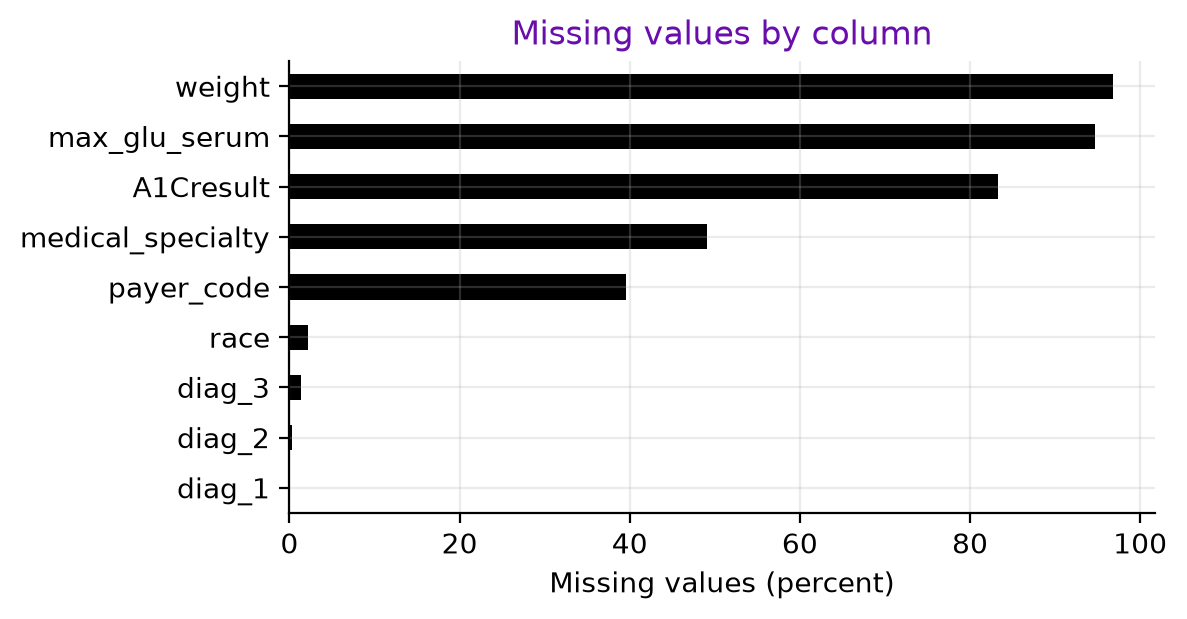 Missing values by column
weight
max_glu_serum
A1Cresult
medical_specialty
payer_code
race
diag_3
diag_2
diag_1
0 20 40 60 80 100
Missing values (percent)